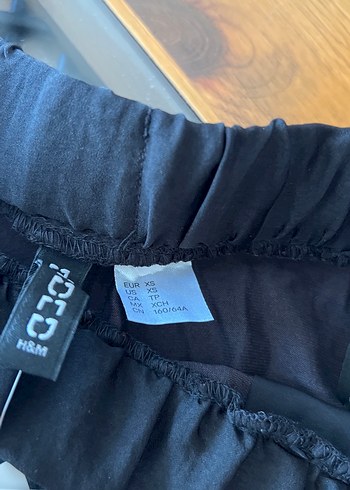 H&M
EUR XS
US XS
CA TP
MX XCH
CN 160/64A